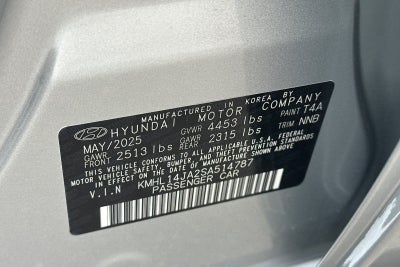 MANUFACTURED IN KOREA BY
HYUNDAI MOTOR COMPANY
MAY/2025 GVWR 4453 lbs PAINT T4A
GAWR FRONT 2513 lbs GAWR REAR 2315 lbs TRIM NNB
THIS VEHICLE CONFORMS TO ALL APPLICABLE U.S.A. FEDERAL
MOTOR VEHICLE SAFETY, BUMPER, AND THEFT PREVENTION
STANDARDS IN EFFECT ON THE DATE OF MANUFACTURE
SHOWN ABOVE.
V.I.N KMHL14JA2SA514787
PASSENGER CAR